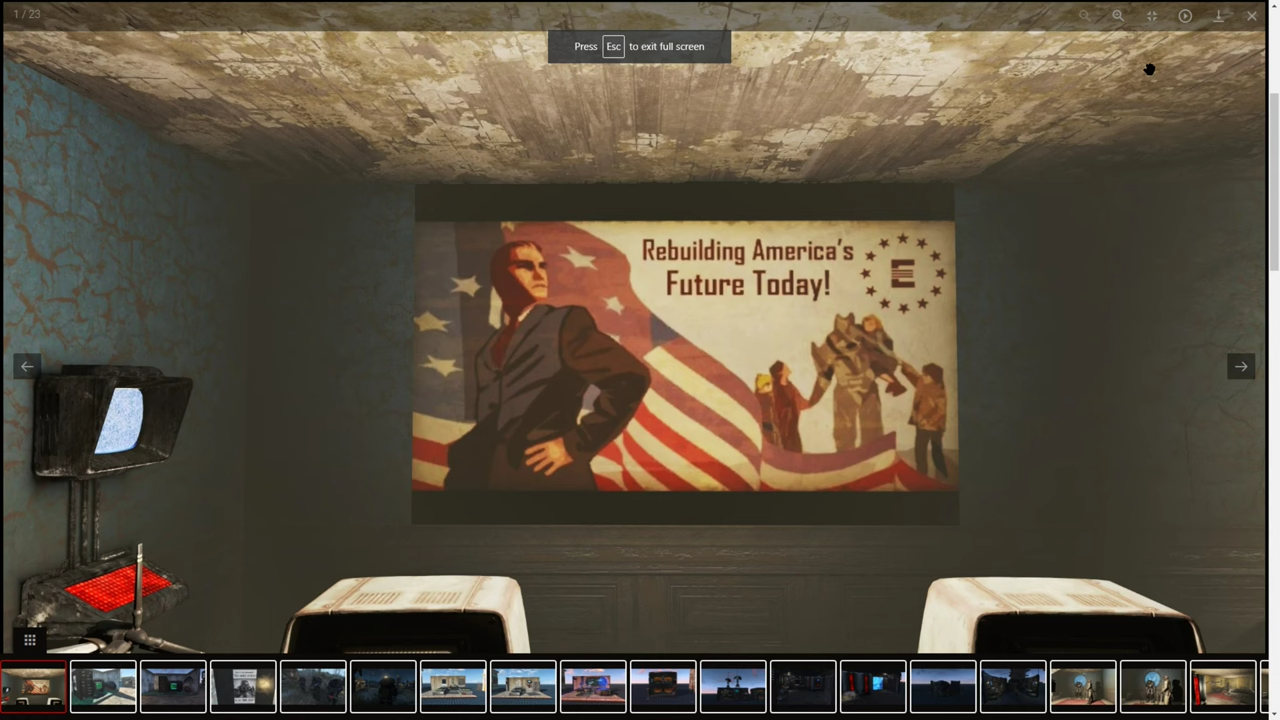 1 / 23
Press Esc to exit full screen
Rebuilding America's
Future Today!
E